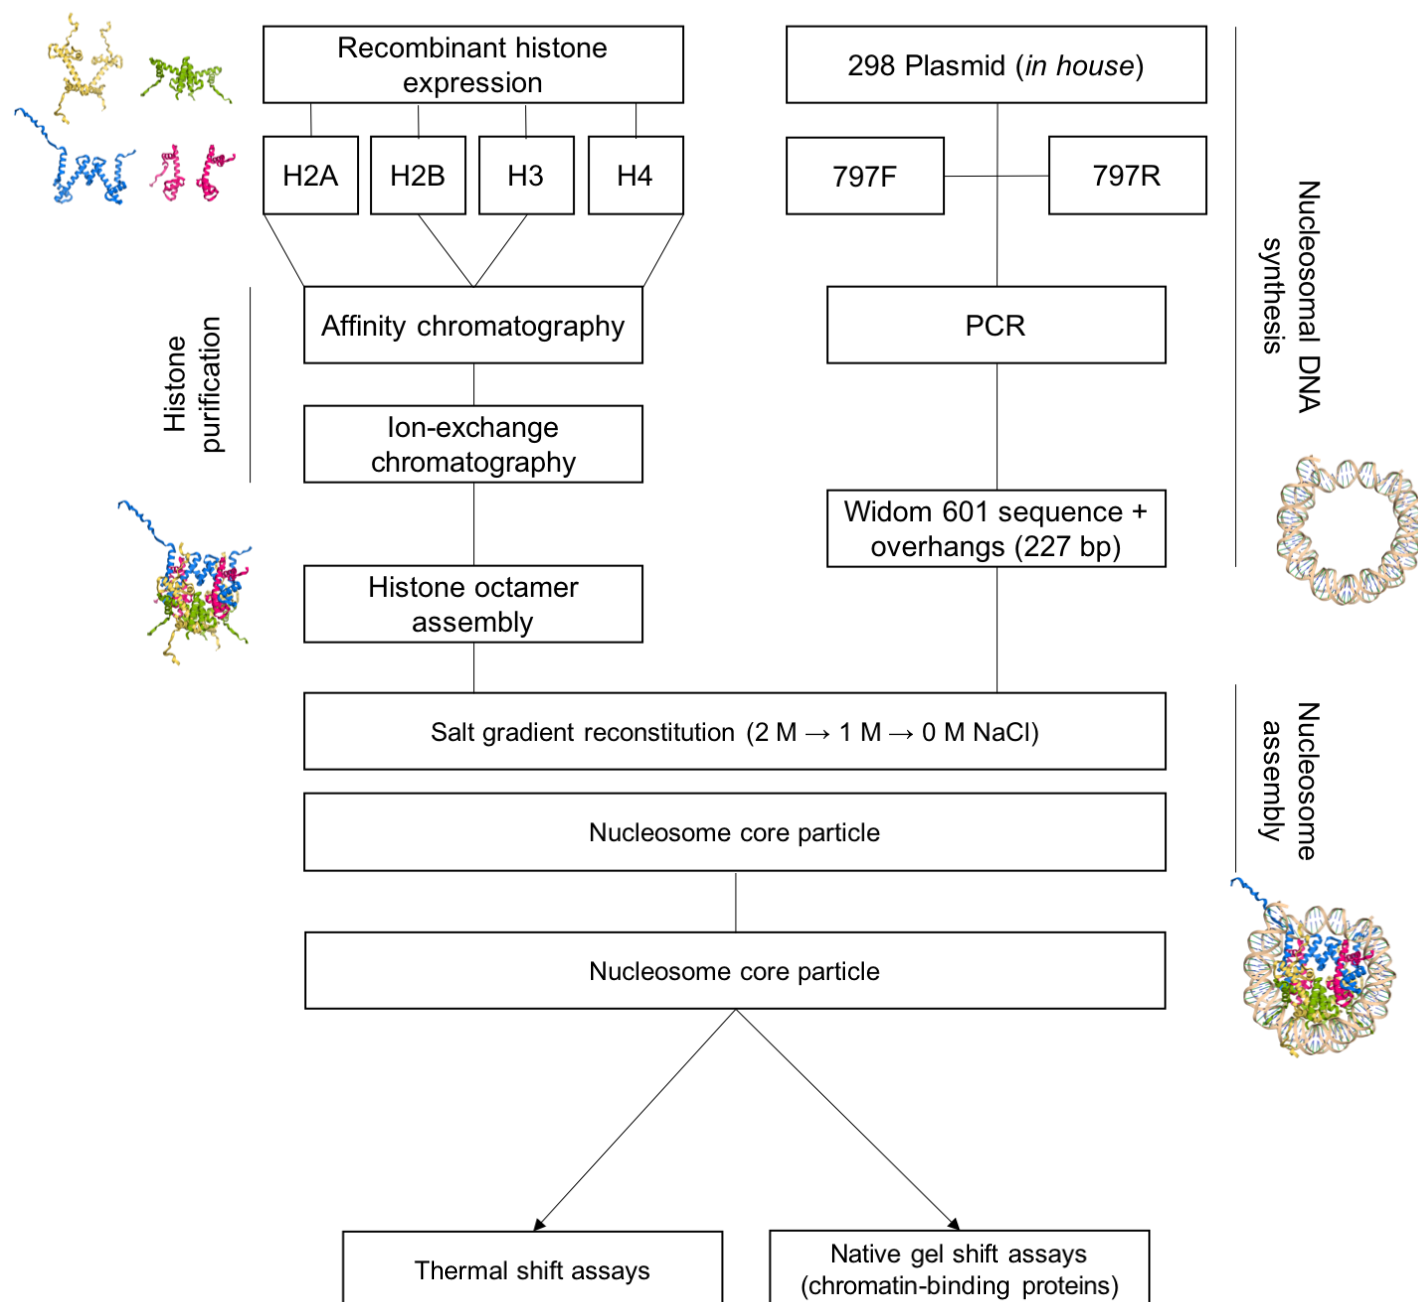 Recombinant histone
expression
298 Plasmid (in house)
H2A
H2B
H3
H4
797F
797R
Nucleosomal DNA
synthesis
Histone
purification
Affinity chromatography
PCR
Ion-exchange
chromatography
Widom 601 sequence +
overhangs (227 bp)
Histone octamer
assembly
Salt gradient reconstitution (2 M → 1 M → 0 M NaCl)
Nucleosome
assembly
Nucleosome core particle
Nucleosome core particle
Thermal shift assays
Native gel shift assays
(chromatin-binding proteins)